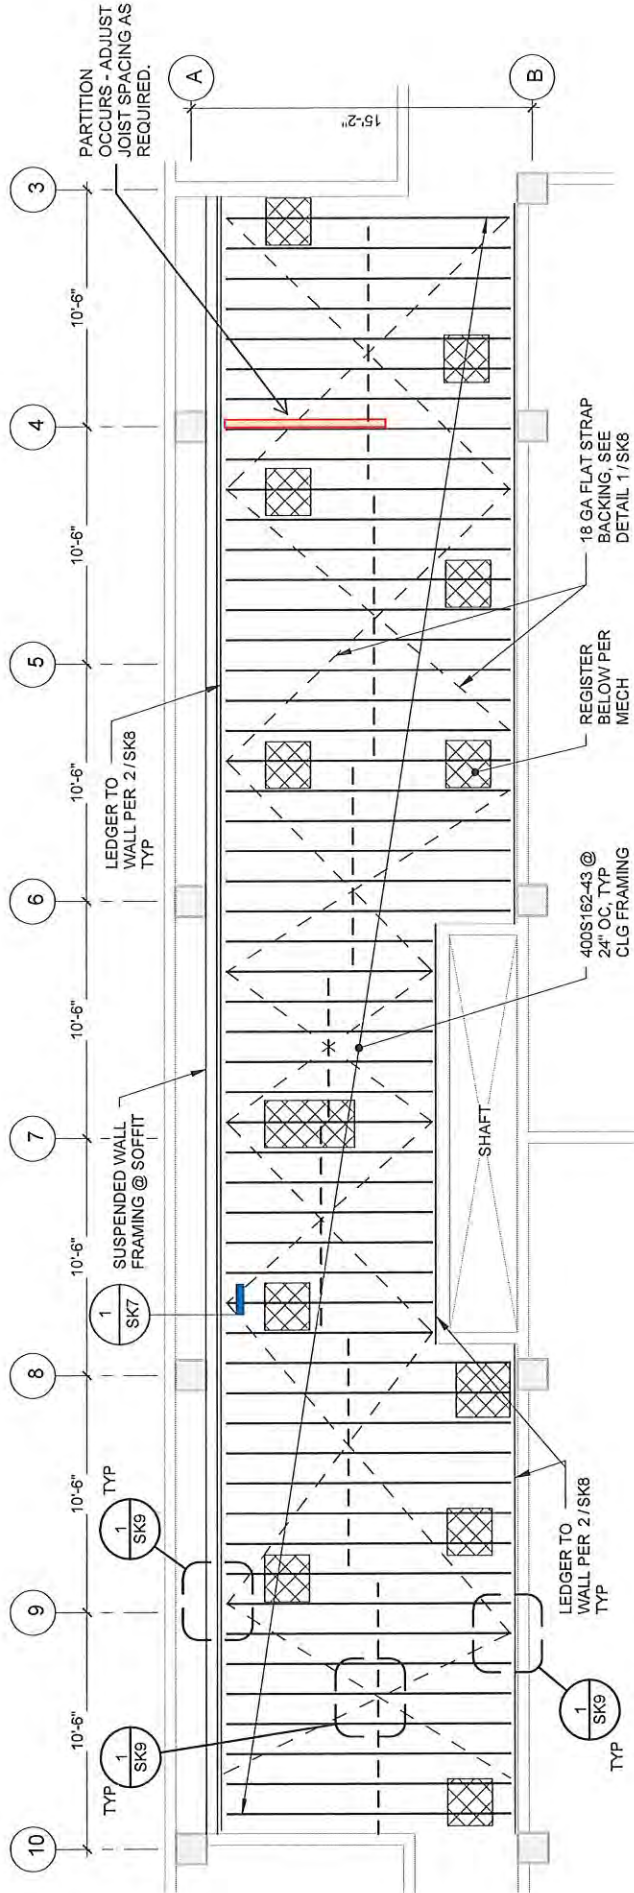 10
9
8
7
6
5
4
3
10'-6"
10'-6"
10'-6"
10'-6"
10'-6"
10'-6"
10'-6"
A
B
15'-2"
PARTITION
OCCURS - ADJUST
JOIST SPACING AS
REQUIRED.
LEDGER TO
WALL PER 2/SK8
TYP
SUSPENDED WALL
FRAMING @ SOFFIT
1
SK7
1
SK9
TYP
TYP
1
SK9
1
SK9
TYP
LEDGER TO
WALL PER 2/SK8
TYP
SHAFT
400S162-43 @
24" OC, TYP
CLG FRAMING
REGISTER
BELOW PER
MECH
18 GA FLAT STRAP
BACKING, SEE
DETAIL 1/SK8